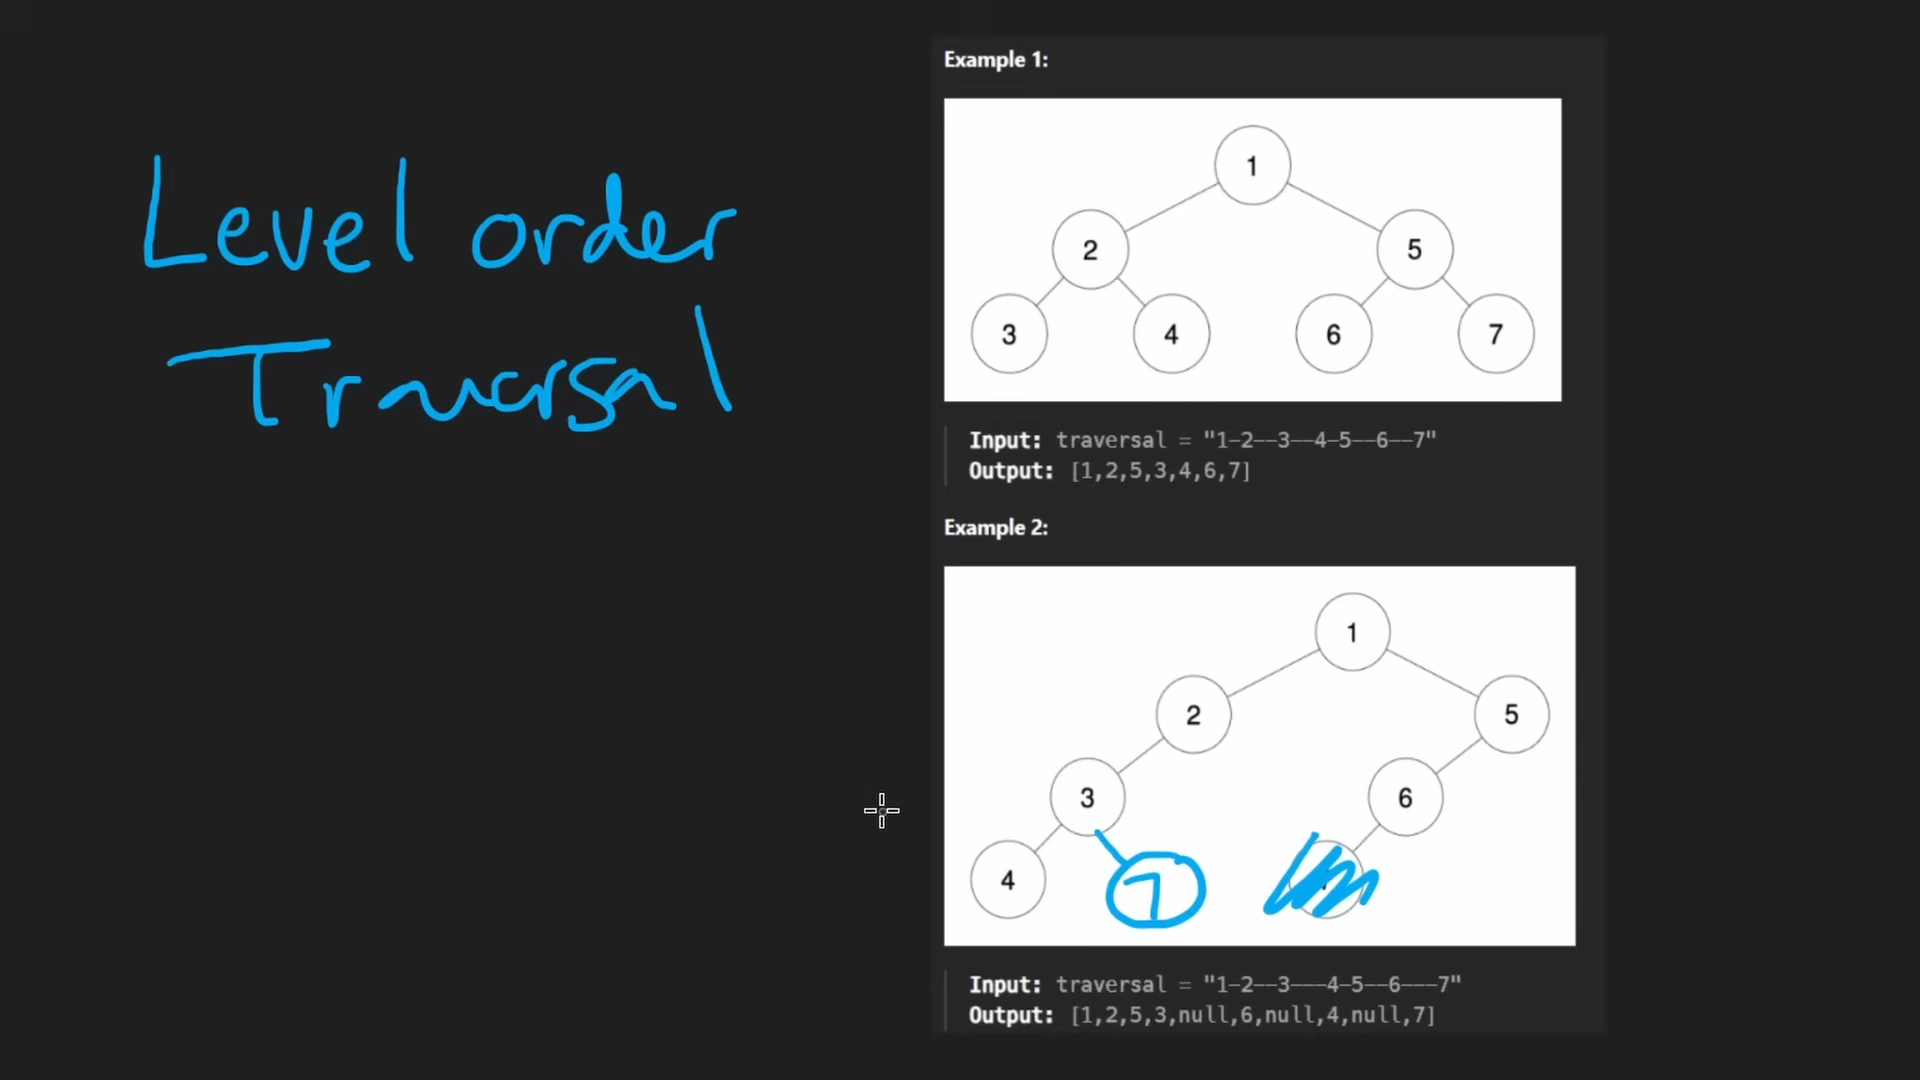 Level order
Traversal
Example 1:
1
2
5
3
4
6
7
Input: traversal = "1-2--3--4-5--6--7"
Output: [1,2,5,3,4,6,7]
Example 2:
1
2
5
3
6
4
7
Input: traversal = "1-2--3---4-5--6---7"
Output: [1,2,5,3,null,6,null,4,null,7]